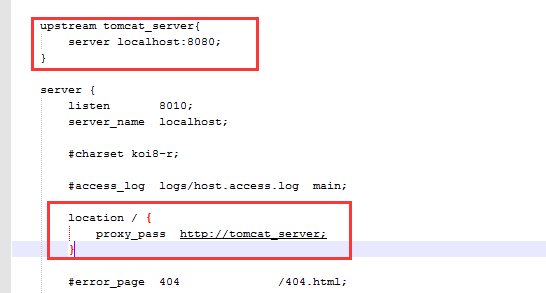 upstream tomcat_server{
    server localhost:8080;
}
server {
    listen       8010;
    server_name  localhost;
    #charset koi8-r;
    #access_log  logs/host.access.log  main;
    location / {
        proxy_pass  http://tomcat_server;
    }
    #error_page  404              /404.html;